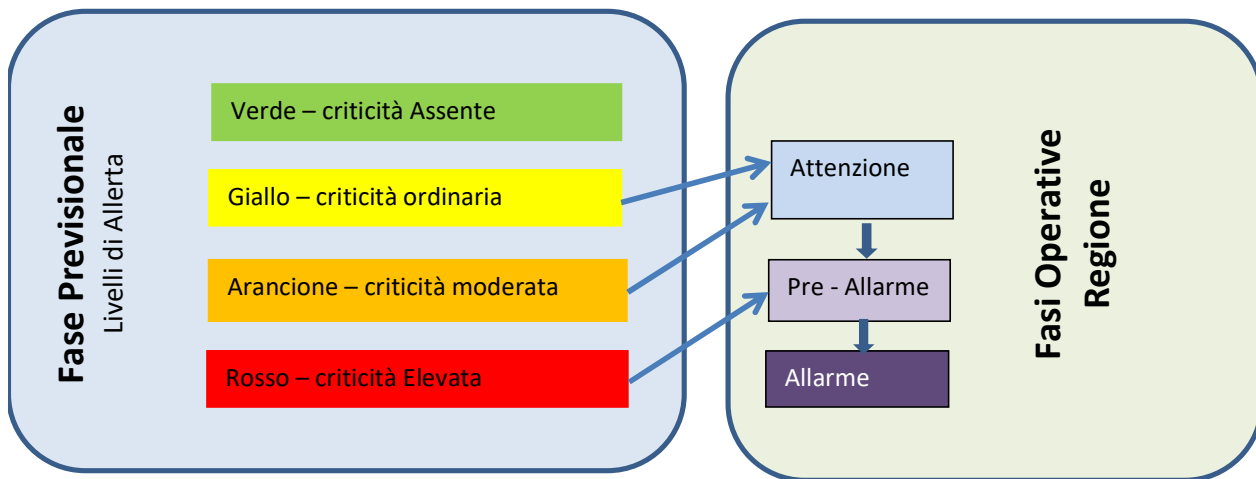 Fase Previsionale
Livelli di Allerta
Verde – criticità Assente
Giallo – criticità ordinaria
Arancione – criticità moderata
Rosso – criticità Elevata
Attenzione
Pre - Allarme
Allarme
Fasi Operative
Regione